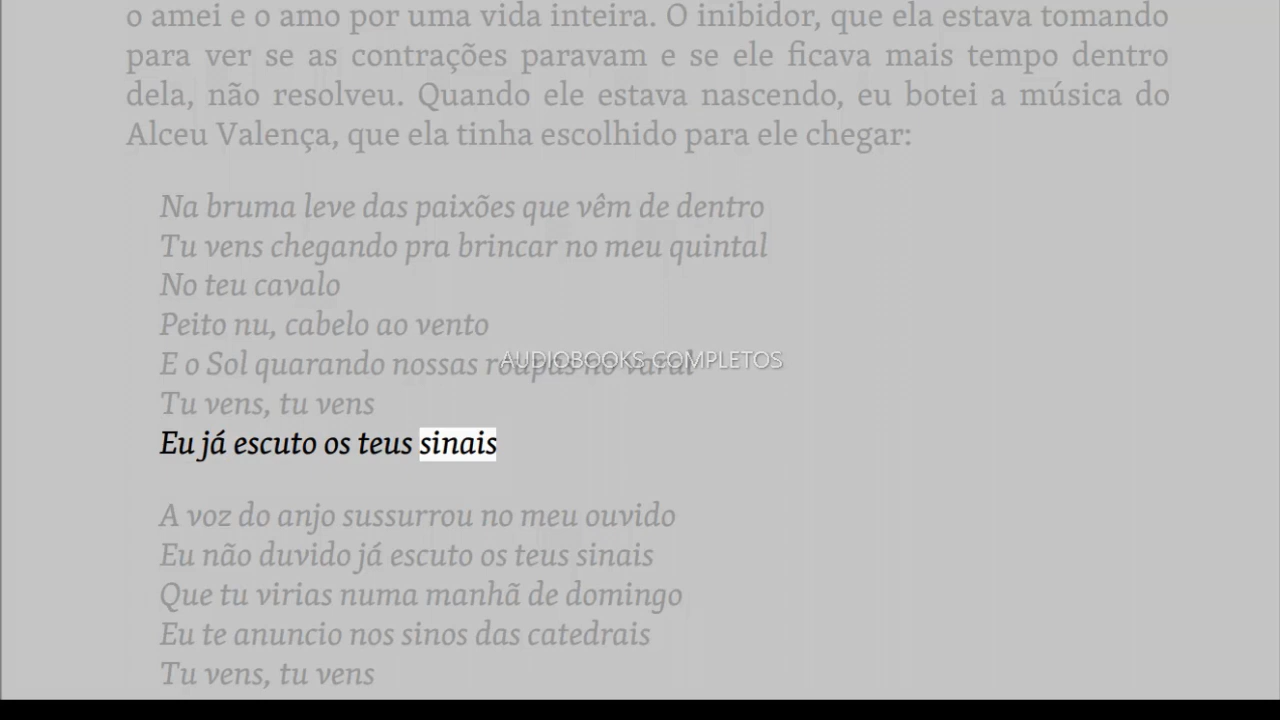 o amei e o amo por uma vida inteira. O inibidor, que ela estava tomando
para ver se as contrações paravam e se ele ficava mais tempo dentro
dela, não resolveu. Quando ele estava nascendo, eu botei a música do
Alceu Valença, que ela tinha escolhido para ele chegar:
Na bruma leve das paixões que vêm de dentro
Tu vens chegando pra brincar no meu quintal
No teu cavalo
Peito nu, cabelo ao vento
E o Sol quarando nossas roupas no varal
AUDIOBOOKS COMPLETOS
Tu vens, tu vens
Eu já escuto os teus sinais
A voz do anjo sussurrou no meu ouvido
Eu não duvido já escuto os teus sinais
Que tu virias numa manhã de domingo
Eu te anuncio nos sinos das catedrais
Tu vens, tu vens